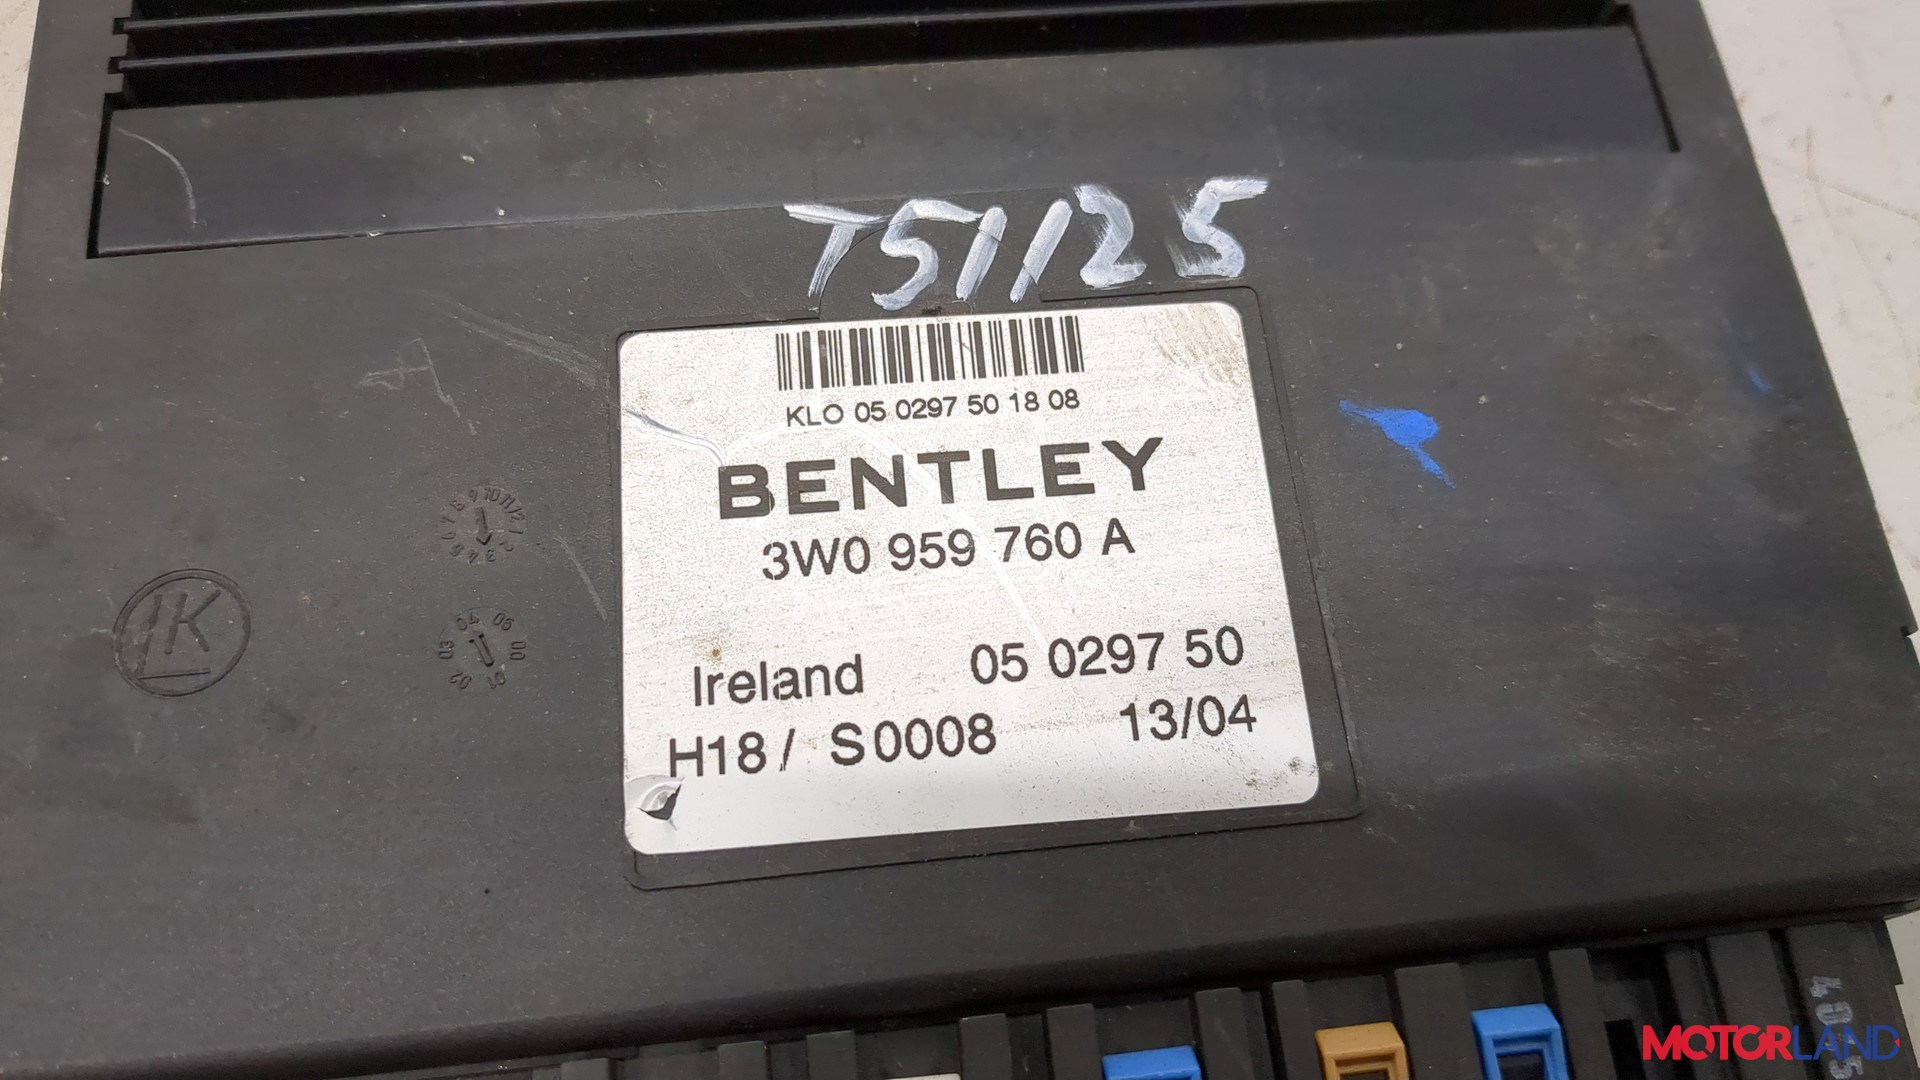 T51125
KLO 05 0297 50 18 08
BENTLEY
3W0 959 760 A
Ireland 05 0297 50
H18 / S0008 13/04
LK
MOTORLAND